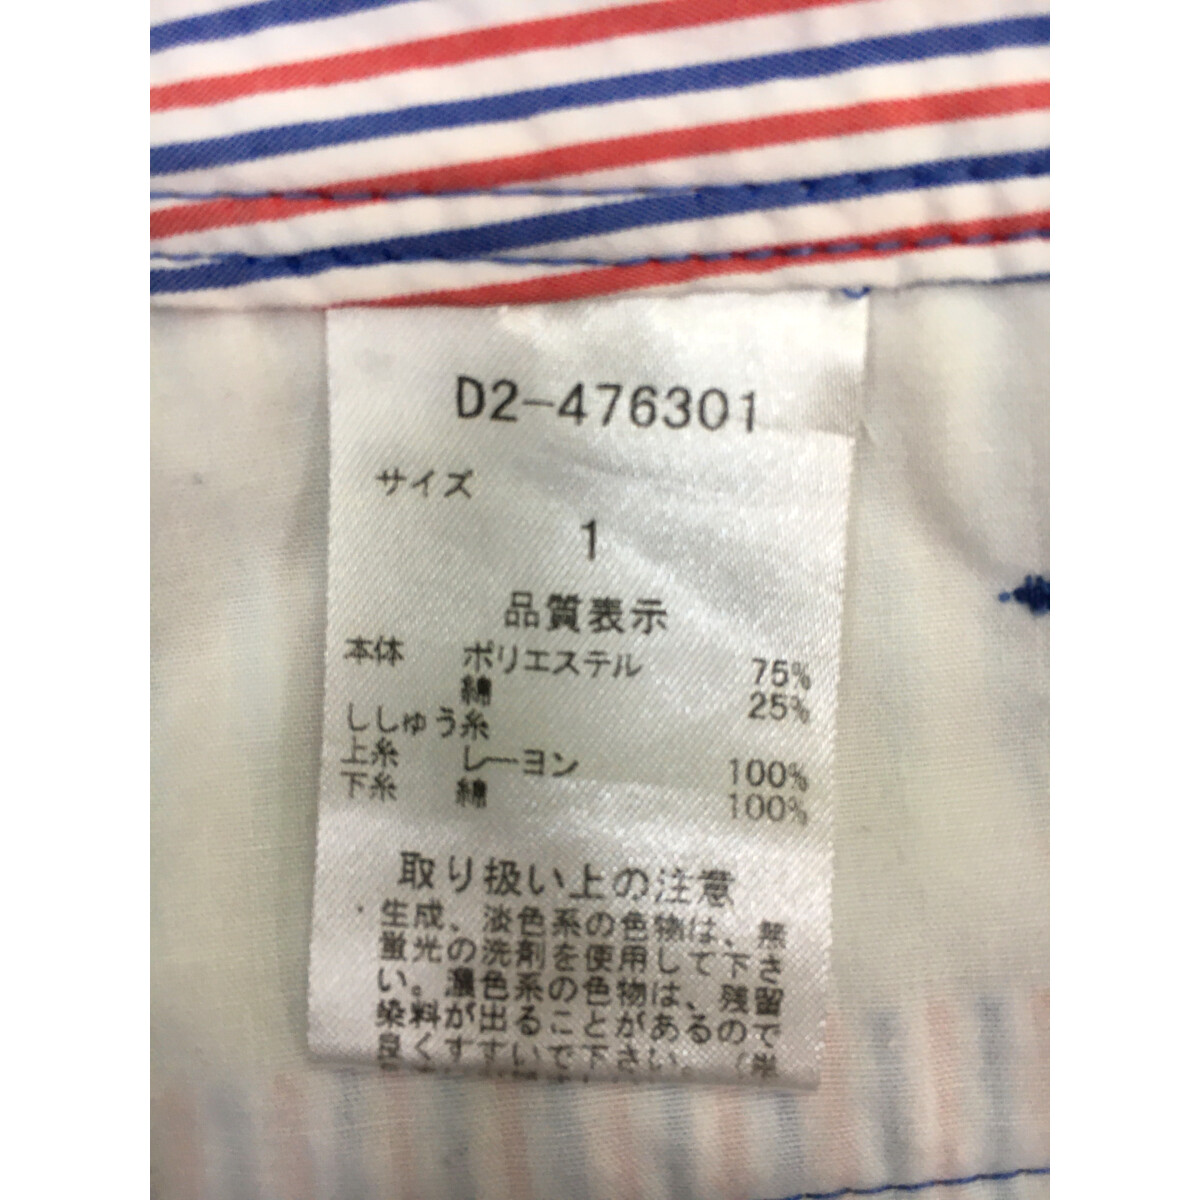 D2-476301
サイズ
1
品質表示
本体 ポリエステル 75%
綿 25%
ししゅう糸
上糸 レーヨン 100%
下糸 綿 100%
取り扱い上の注意
・生成、淡色系の色物は、無
蛍光の洗剤を使用して下さ
い。濃色系の色物は、残留
染料が出ることがあるので
良くすすいで下さい。（単